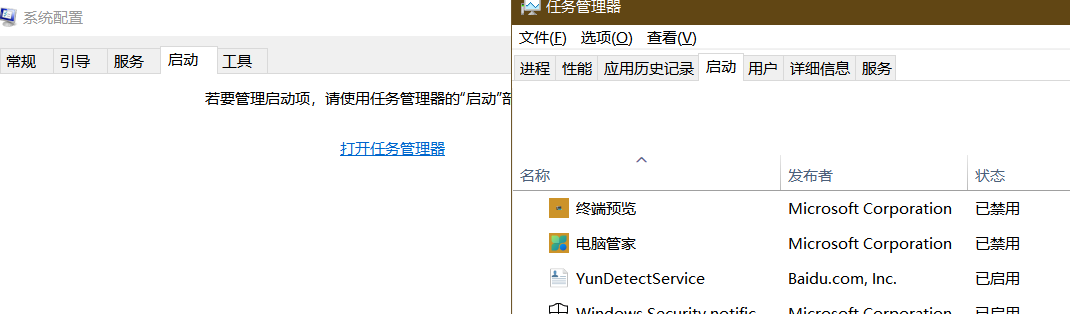 系统配置
常规 引导 服务 启动 工具
若要管理启动项，请使用任务管理器的“启动”部
打开任务管理器
任务管理器
文件(F) 选项(O) 查看(V)
进程 性能 应用历史记录 启动 用户 详细信息 服务
名称 发布者 状态
终端预览 Microsoft Corporation 已禁用
电脑管家 Microsoft Corporation 已禁用
YunDetectService Baidu.com, Inc. 已启用
Windows Security notific Microsoft Corporation 已启用